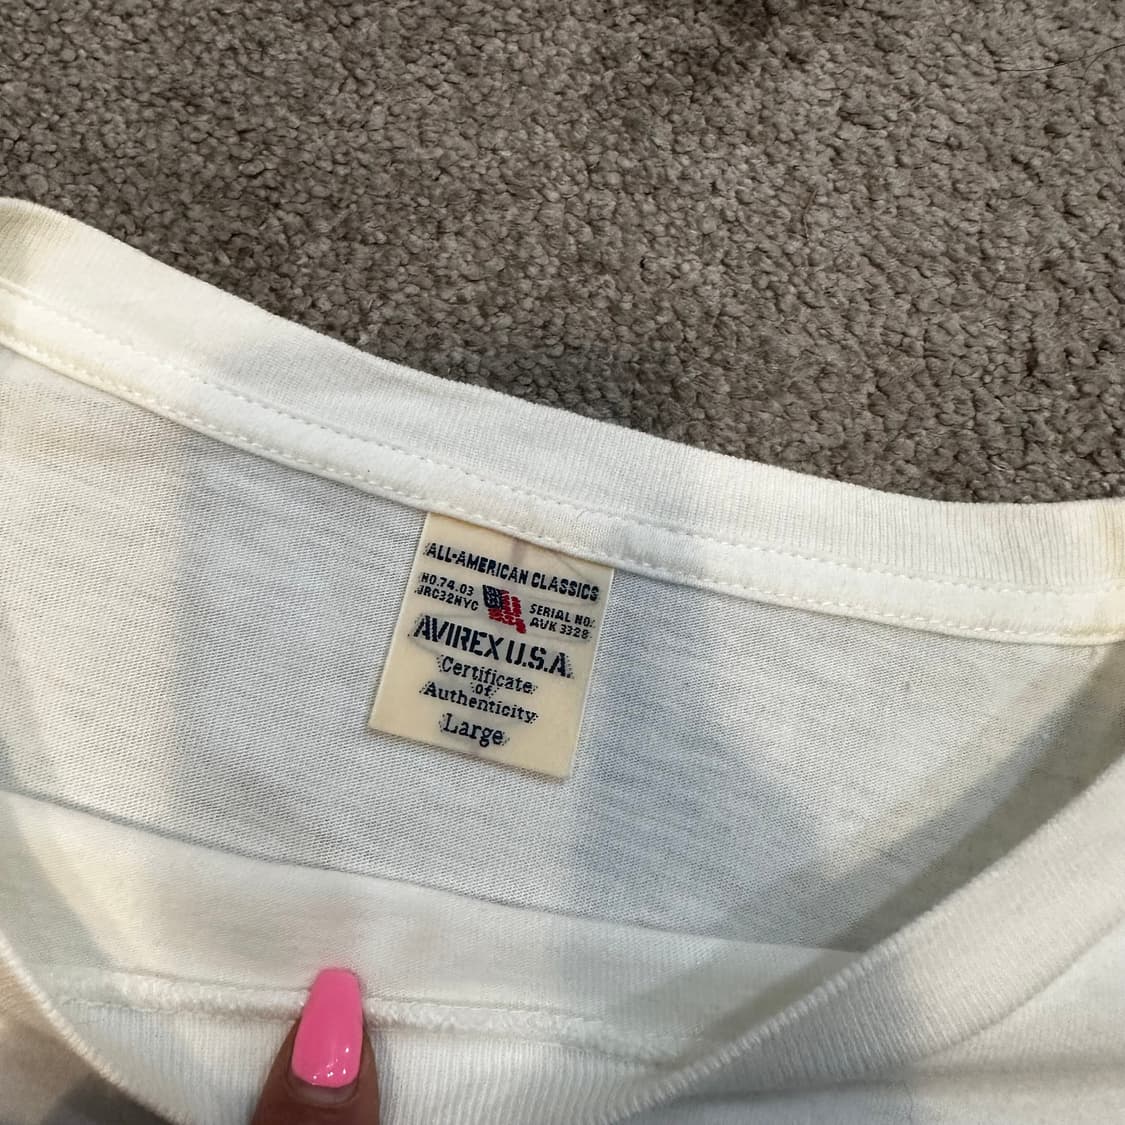 ALL-AMERICAN CLASSICS
NO.74.03
JRC32NYC
SERIAL NO.
AVK 3328
AVIREX U.S.A.
Certificate
of
Authenticity
Large